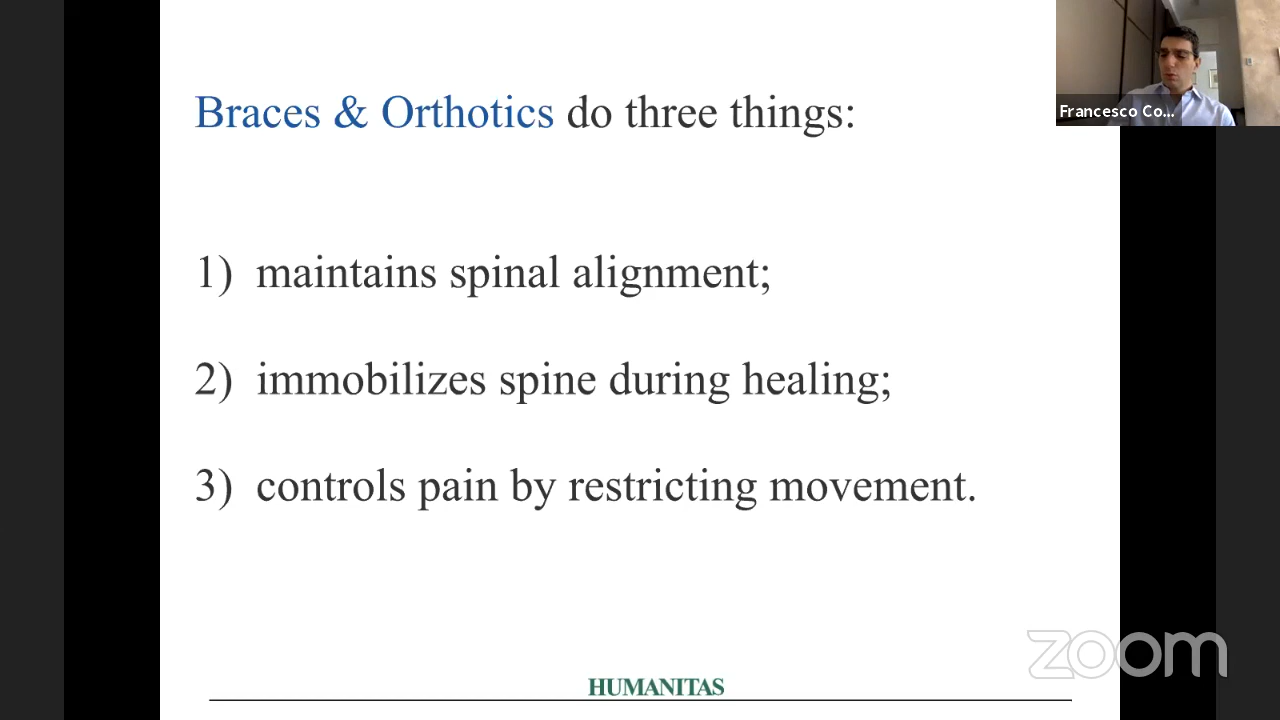 Braces & Orthotics do three things:
Francesco Co...
1) maintains spinal alignment;
2) immobilizes spine during healing;
3) controls pain by restricting movement.
zoom
HUMANITAS